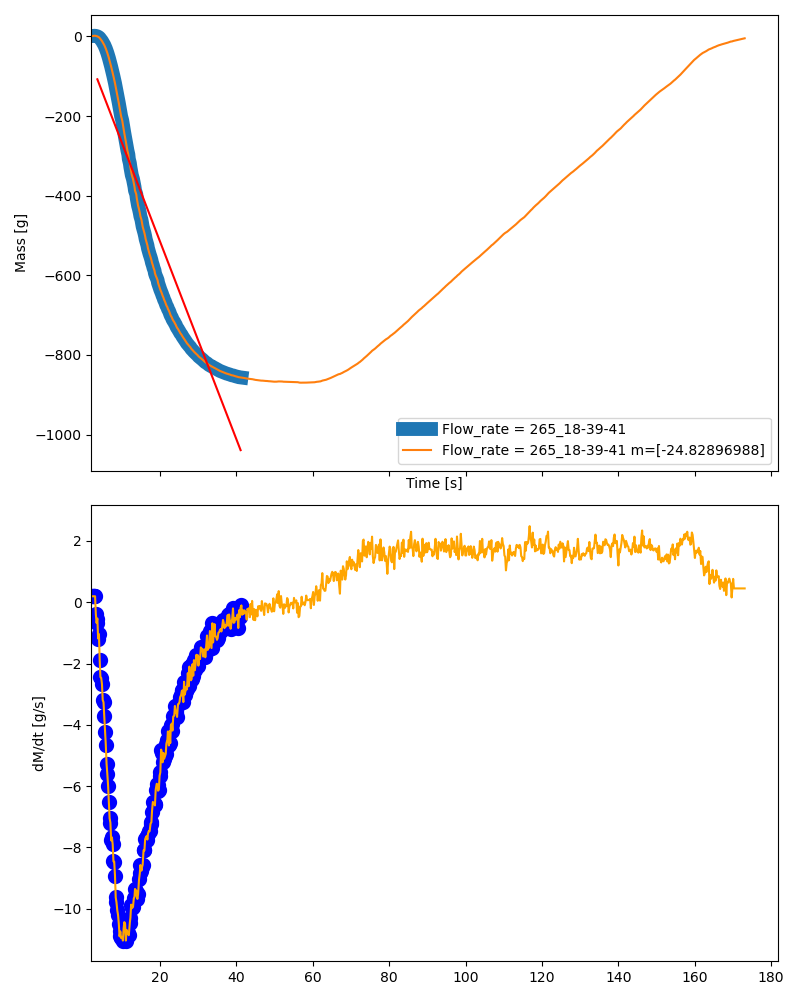 0
−200
−400
−600
−800
−1000
Mass [g]
Flow_rate = 265_18-39-41
Flow_rate = 265_18-39-41 m=[-24.82896988]
Time [s]
2
0
−2
−4
−6
−8
−10
dM/dt [g/s]
20 40 60 80 100 120 140 160 180